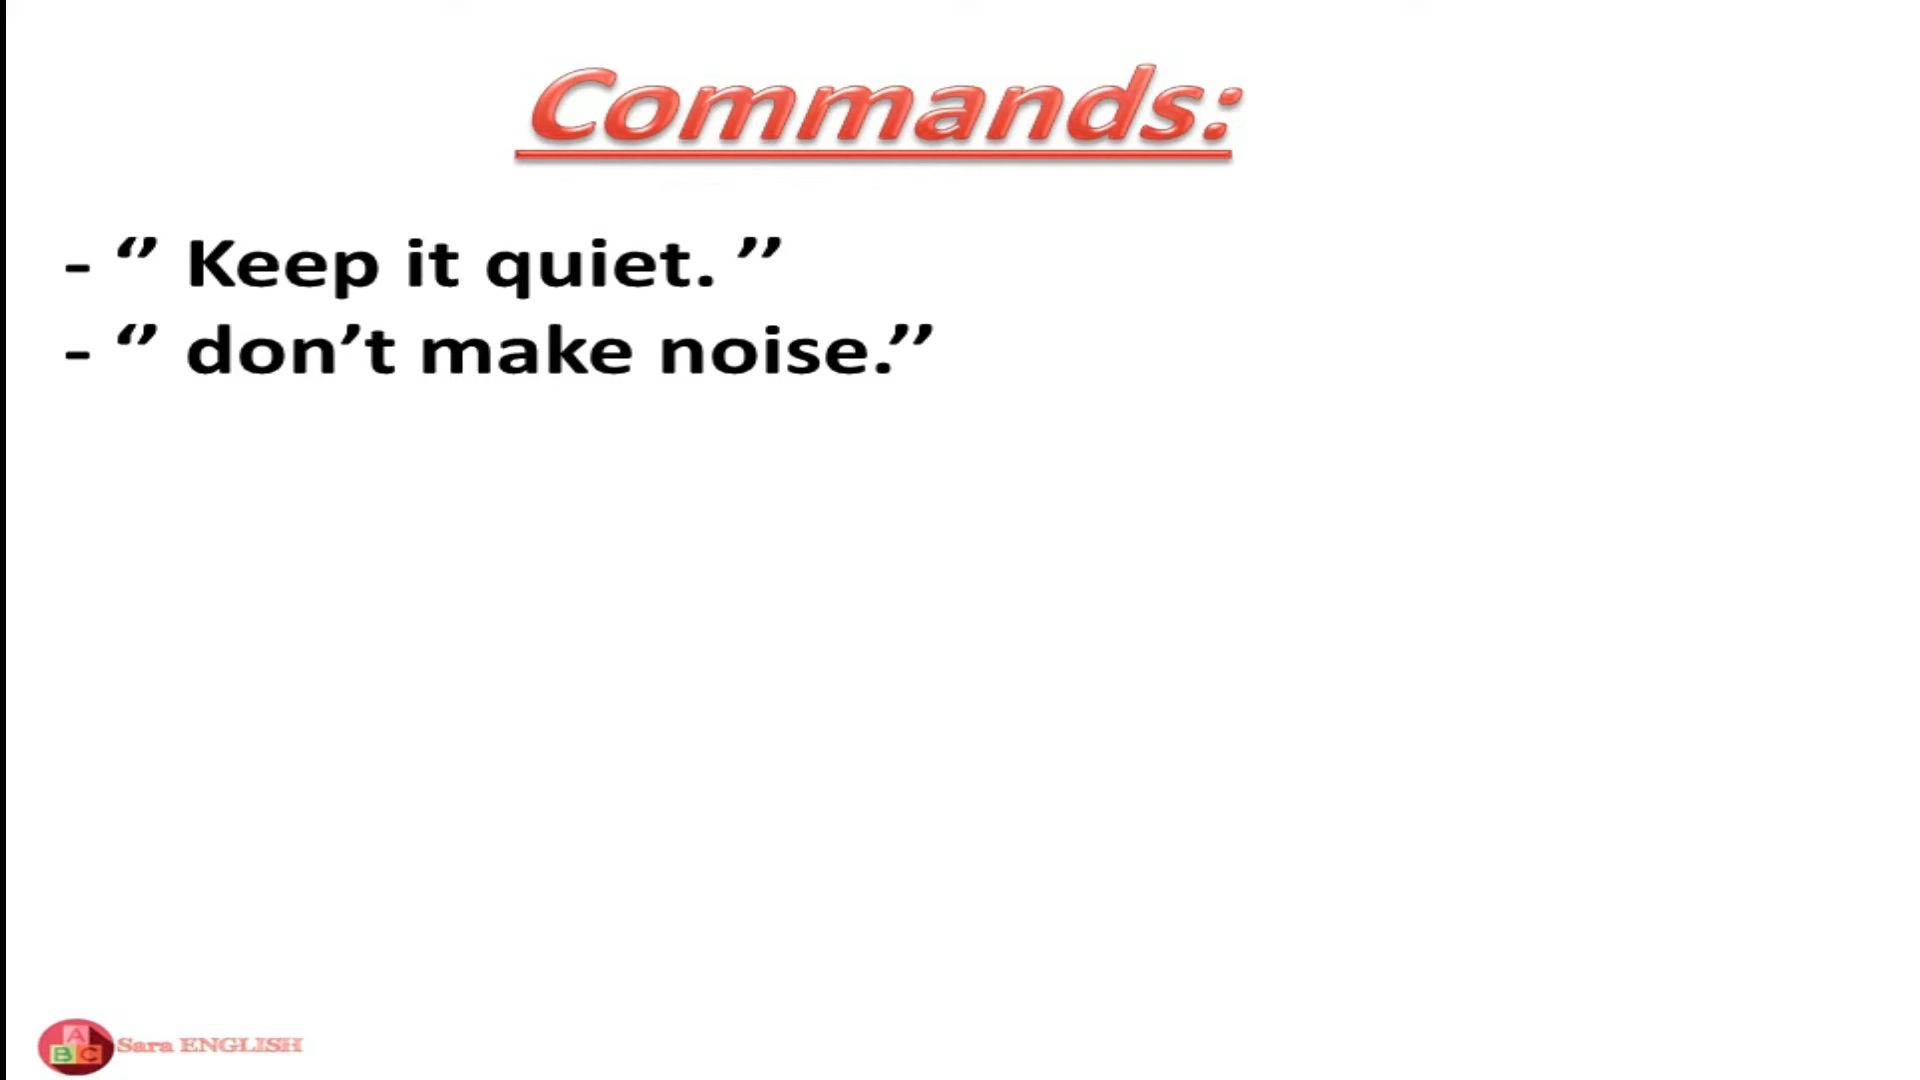 Commands:
- “ Keep it quiet. ’’
- “ don’t make noise.’’
A
B C
Sara ENGLISH